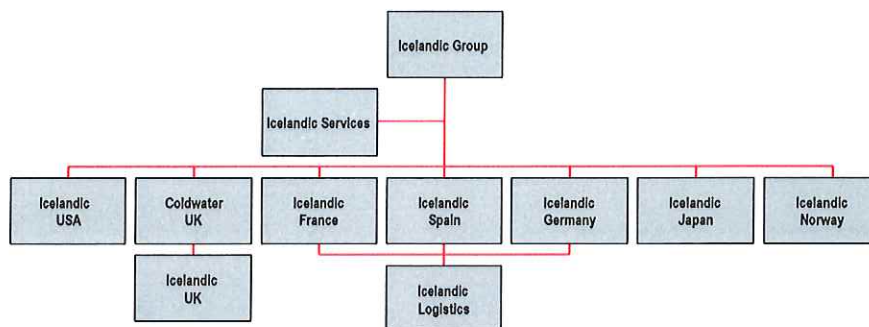 Icelandic Group
Icelandic Services
Icelandic
USA
Coldwater
UK
Icelandic
France
Icelandic
Spain
Icelandic
Germany
Icelandic
Japan
Icelandic
Norway
Icelandic
UK
Icelandic
Logistics